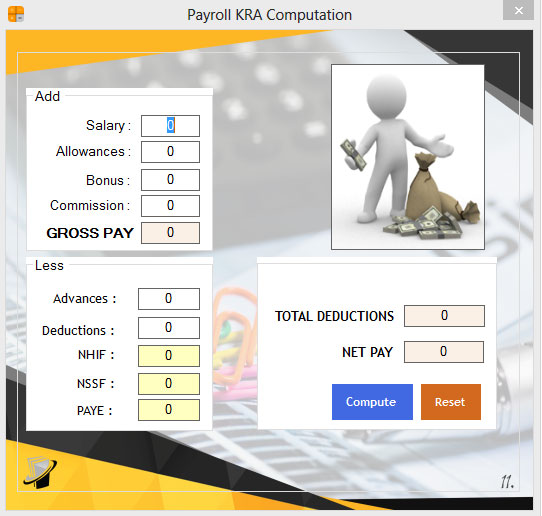 Payroll KRA Computation
Add
Salary : 0
Allowances : 0
Bonus : 0
Commission : 0
GROSS PAY 0
Less
Advances : 0
Deductions : 0
NHIF: 0
NSSF: 0
PAYE : 0
TOTAL DEDUCTIONS 0
NET PAY 0
Compute Reset
11.